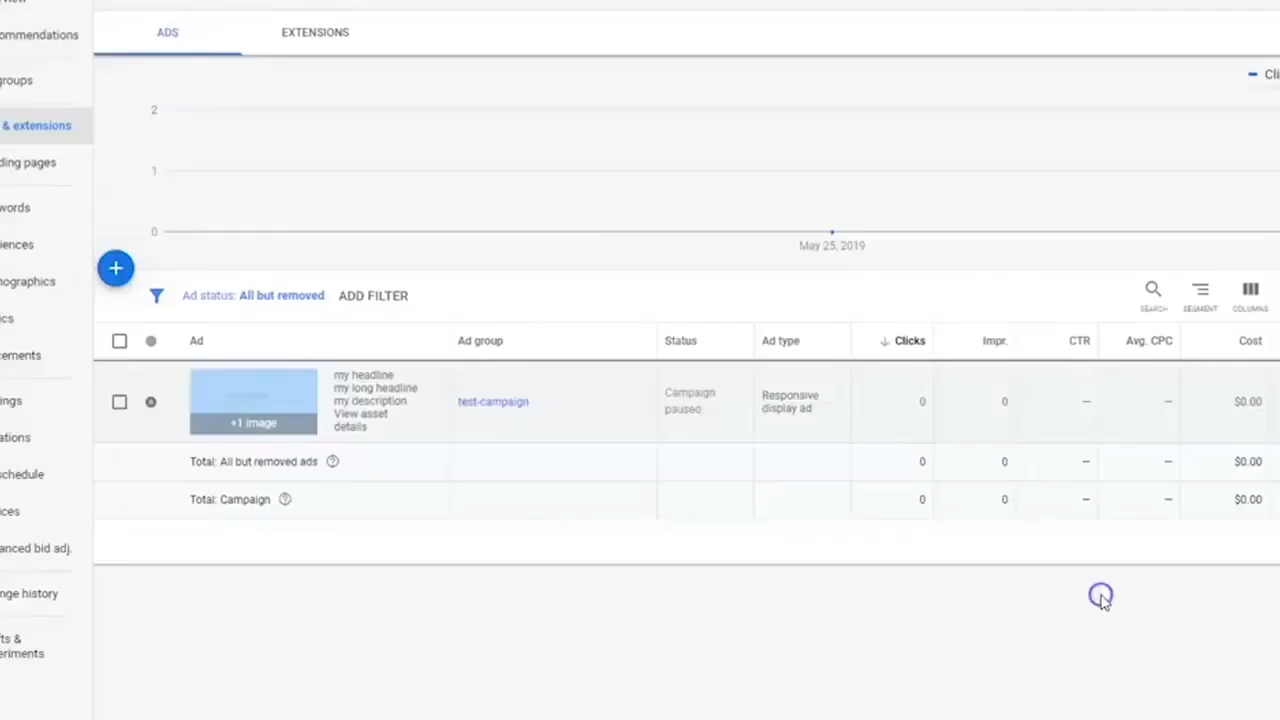 ommendations
groups
& extensions
ding pages
words
iences
nographics
ics
cements
ings
ations
schedule
ices
anced bid adj.
nge history
fts &
eriments
ADS
EXTENSIONS
Cli
2
1
0
May 25, 2019
Ad status: All but removed ADD FILTER
SEARCH SEGMENT COLUMNS
Ad Ad group Status Ad type Clicks Impr. CTR Avg. CPC Cost
+1 image
my headline
my long headline
my description
View asset
details
test-campaign
Campaign
paused
Responsive
display ad
0 0 – – $0.00
Total: All but removed ads 0 0 – – $0.00
Total: Campaign 0 0 – – $0.00